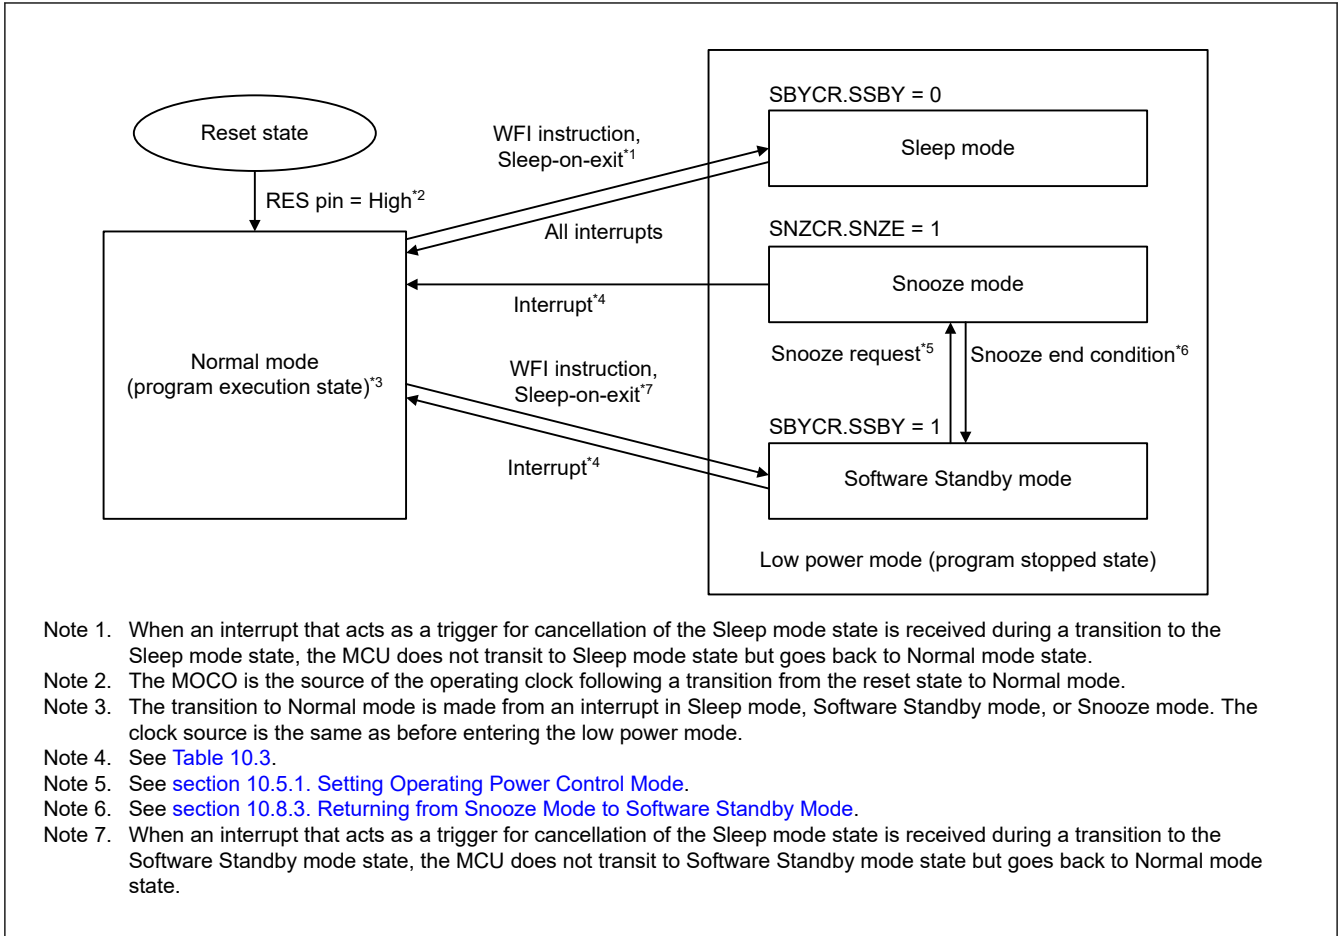 SBYCR.SSBY = 0
Reset state
WFI instruction,
Sleep-on-exit*1
Sleep mode
RES pin = High*2
All interrupts
SNZCR.SNZE = 1
Snooze mode
Interrupt*4
Normal mode
(program execution state)*3
Snooze request*5
Snooze end condition*6
WFI instruction,
Sleep-on-exit*7
SBYCR.SSBY = 1
Interrupt*4
Software Standby mode
Low power mode (program stopped state)
Note 1. When an interrupt that acts as a trigger for cancellation of the Sleep mode state is received during a transition to the
Sleep mode state, the MCU does not transit to Sleep mode state but goes back to Normal mode state.
Note 2. The MOCO is the source of the operating clock following a transition from the reset state to Normal mode.
Note 3. The transition to Normal mode is made from an interrupt in Sleep mode, Software Standby mode, or Snooze mode. The
clock source is the same as before entering the low power mode.
Note 4. See Table 10.3.
Note 5. See section 10.5.1. Setting Operating Power Control Mode.
Note 6. See section 10.8.3. Returning from Snooze Mode to Software Standby Mode.
Note 7. When an interrupt that acts as a trigger for cancellation of the Sleep mode state is received during a transition to the
Software Standby mode state, the MCU does not transit to Software Standby mode state but goes back to Normal mode
state.